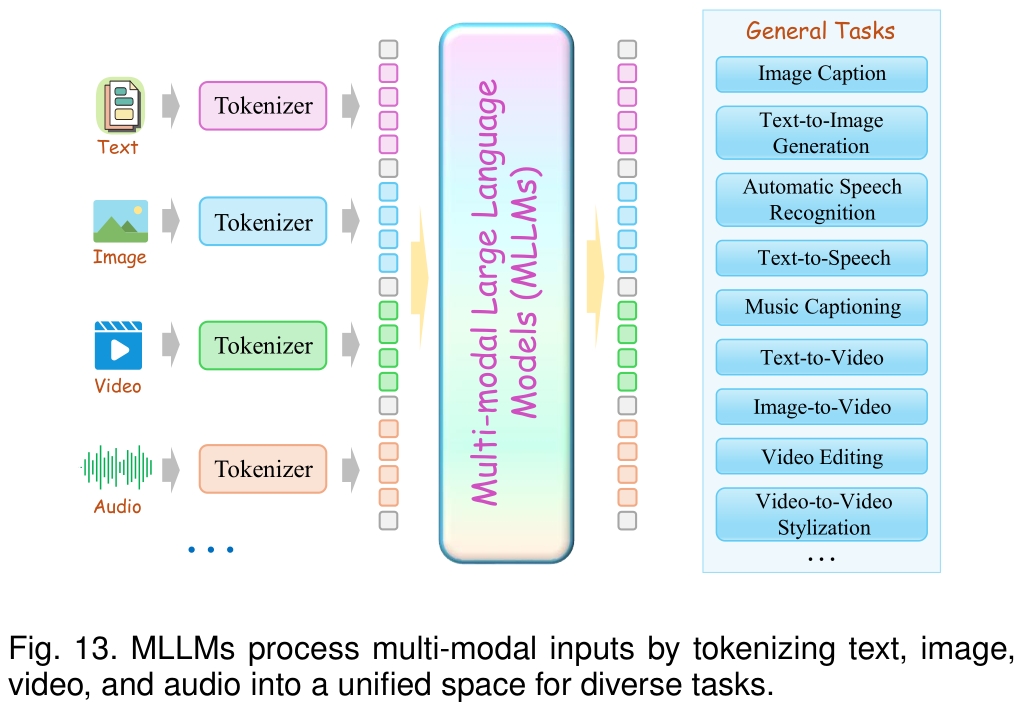 Text
Tokenizer
Image
Tokenizer
Video
Tokenizer
Audio
Tokenizer
...
Multi-modal Large Language
Models (MLLMs)
General Tasks
Image Caption
Text-to-Image
Generation
Automatic Speech
Recognition
Text-to-Speech
Music Captioning
Text-to-Video
Image-to-Video
Video Editing
Video-to-Video
Stylization
...
Fig. 13. MLLMs process multi-modal inputs by tokenizing text, image,
video, and audio into a unified space for diverse tasks.